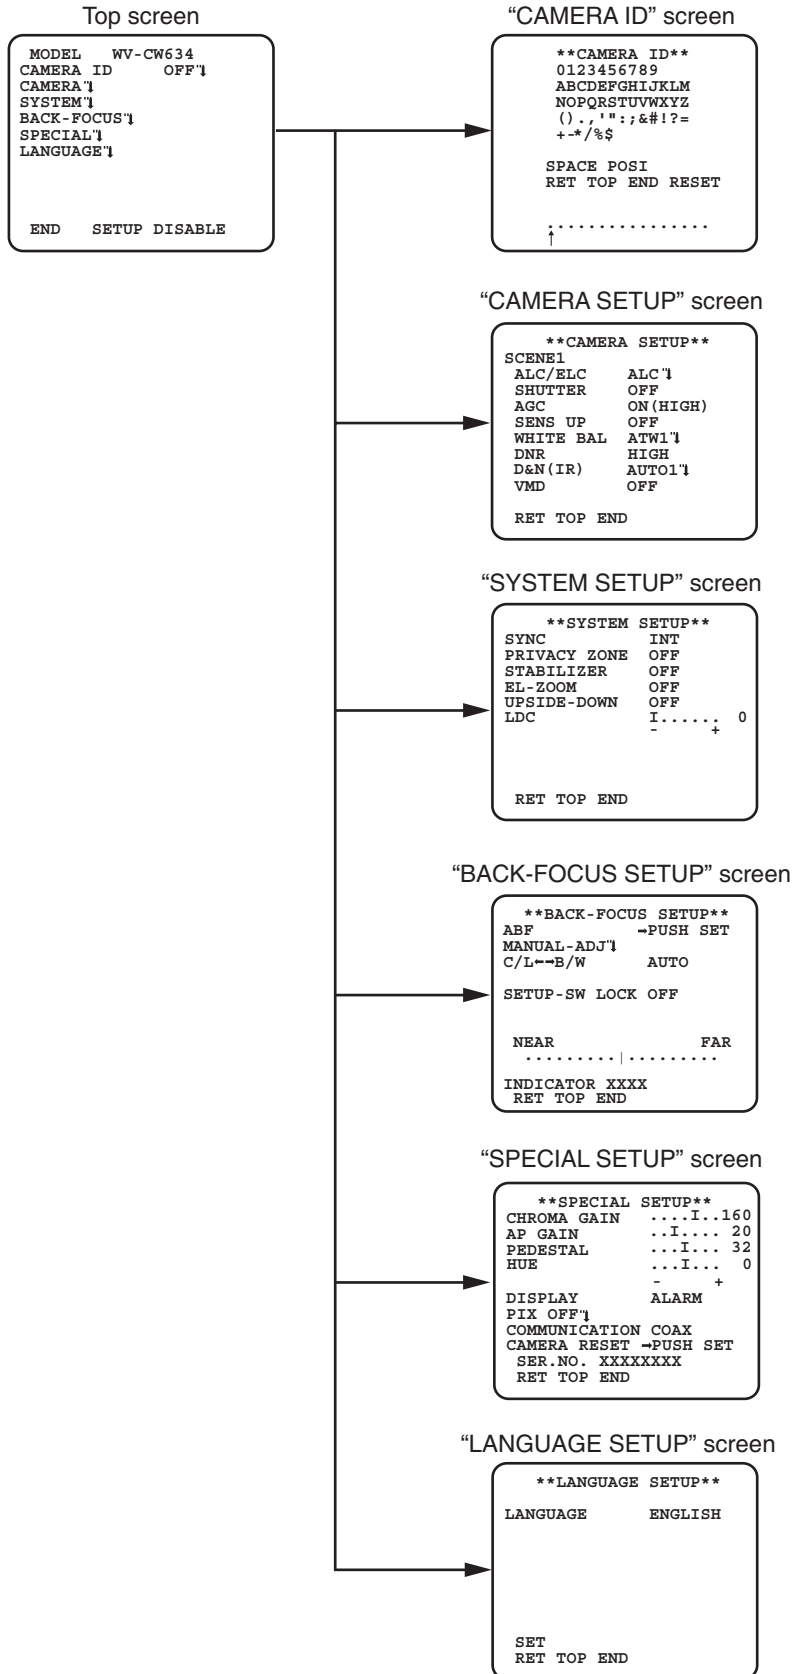 Top screen
MODEL WV-CW634
CAMERA ID OFF
CAMERA
SYSTEM
BACK-FOCUS
SPECIAL
LANGUAGE
END SETUP DISABLE
“CAMERA ID” screen
**CAMERA ID**
0123456789
ABCDEFGHIJKLM
NOPQRSTUVWXYZ
().,'":;&#!?=
+-*/%$
SPACE POSI
RET TOP END RESET
................
↑
“CAMERA SETUP” screen
**CAMERA SETUP**
SCENE1
ALC/ELC ALC
SHUTTER OFF
AGC ON(HIGH)
SENS UP OFF
WHITE BAL ATW1
DNR HIGH
D&N(IR) AUTO1
VMD OFF
RET TOP END
“SYSTEM SETUP” screen
**SYSTEM SETUP**
SYNC INT
PRIVACY ZONE OFF
STABILIZER OFF
EL-ZOOM OFF
UPSIDE-DOWN OFF
LDC I...... 0
- +
RET TOP END
“BACK-FOCUS SETUP” screen
**BACK-FOCUS SETUP**
ABF →PUSH SET
MANUAL-ADJ
C/L←→B/W AUTO
SETUP-SW LOCK OFF
NEAR FAR
.........|.........
INDICATOR XXXX
RET TOP END
“SPECIAL SETUP” screen
**SPECIAL SETUP**
CHROMA GAIN ....I..160
AP GAIN ..I.... 20
PEDESTAL ...I... 32
HUE ...I... 0
- +
DISPLAY ALARM
PIX OFF
COMMUNICATION COAX
CAMERA RESET →PUSH SET
SER.NO. XXXXXXXX
RET TOP END
“LANGUAGE SETUP” screen
**LANGUAGE SETUP**
LANGUAGE ENGLISH
SET
RET TOP END